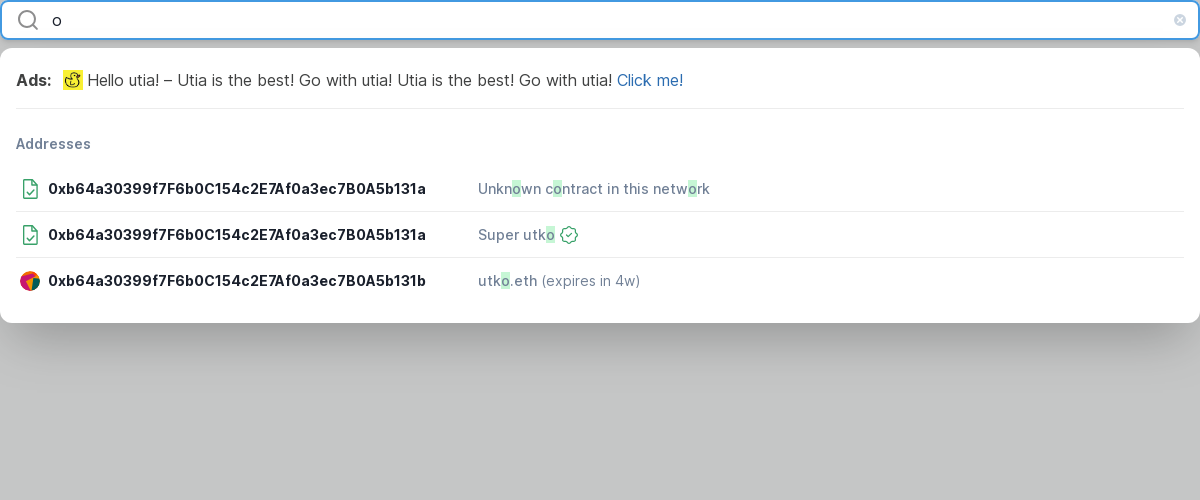 o
Ads: Hello utia! – Utia is the best! Go with utia! Utia is the best! Go with utia! Click me!
Addresses
0xb64a30399f7F6b0C154c2E7Af0a3ec7B0A5b131a Unknown contract in this network
0xb64a30399f7F6b0C154c2E7Af0a3ec7B0A5b131a Super utko
0xb64a30399f7F6b0C154c2E7Af0a3ec7B0A5b131b utko.eth (expires in 4w)